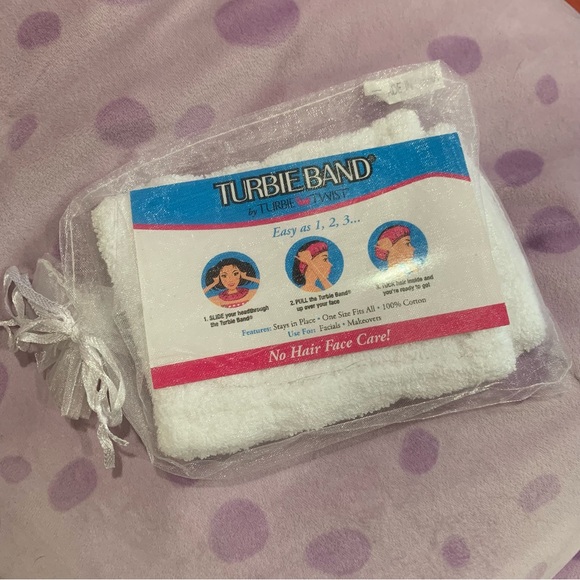 TURBIE BAND®
by TURBIE TWIST®
Easy as 1, 2, 3...
1. SLIDE your head through
the Turbie Band®
2. PULL the Turbie Band®
up over your face
3. TUCK hair inside and
you're ready to go!
Features: Stays in Place • One Size Fits All • 100% Cotton
Use For: Facials • Makeovers
No Hair Face Care!